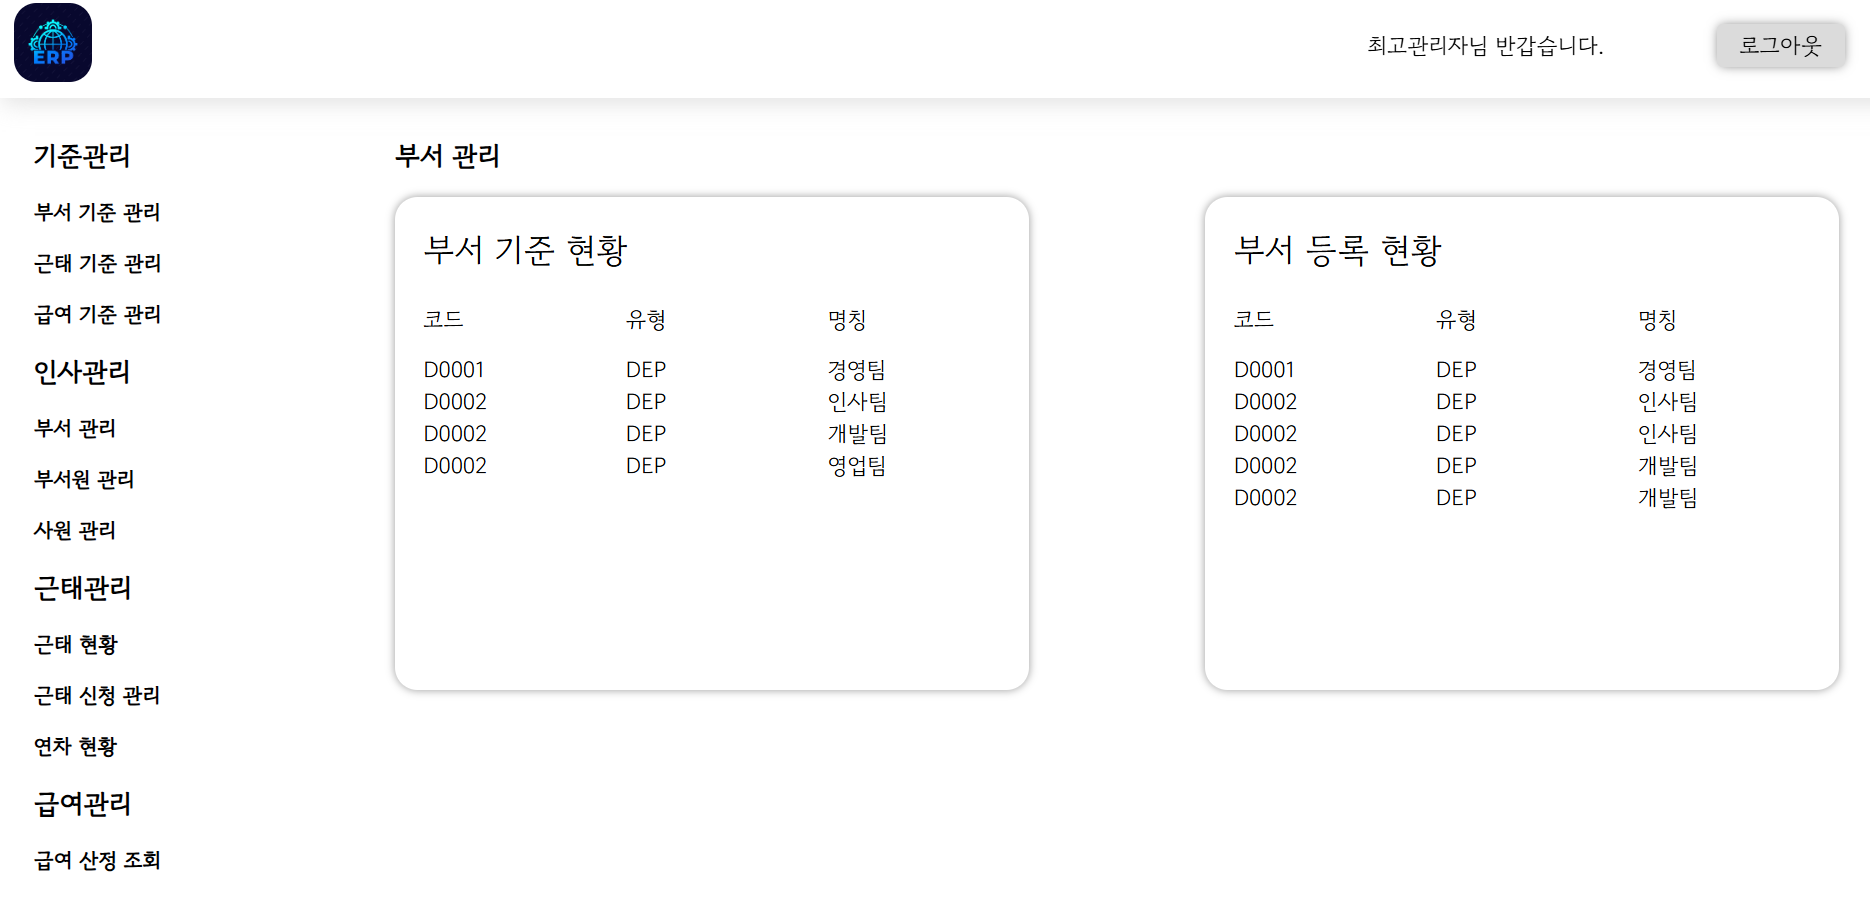 ERP
최고관리자님 반갑습니다.
로그아웃
기준관리
부서 기준 관리
근태 기준 관리
급여 기준 관리
인사관리
부서 관리
부서원 관리
사원 관리
근태관리
근태 현황
근태 신청 관리
연차 현황
급여관리
급여 산정 조회
부서 관리
부서 기준 현황
코드 유형 명칭
D0001 DEP 경영팀
D0002 DEP 인사팀
D0002 DEP 개발팀
D0002 DEP 영업팀
부서 등록 현황
코드 유형 명칭
D0001 DEP 경영팀
D0002 DEP 인사팀
D0002 DEP 인사팀
D0002 DEP 개발팀
D0002 DEP 개발팀